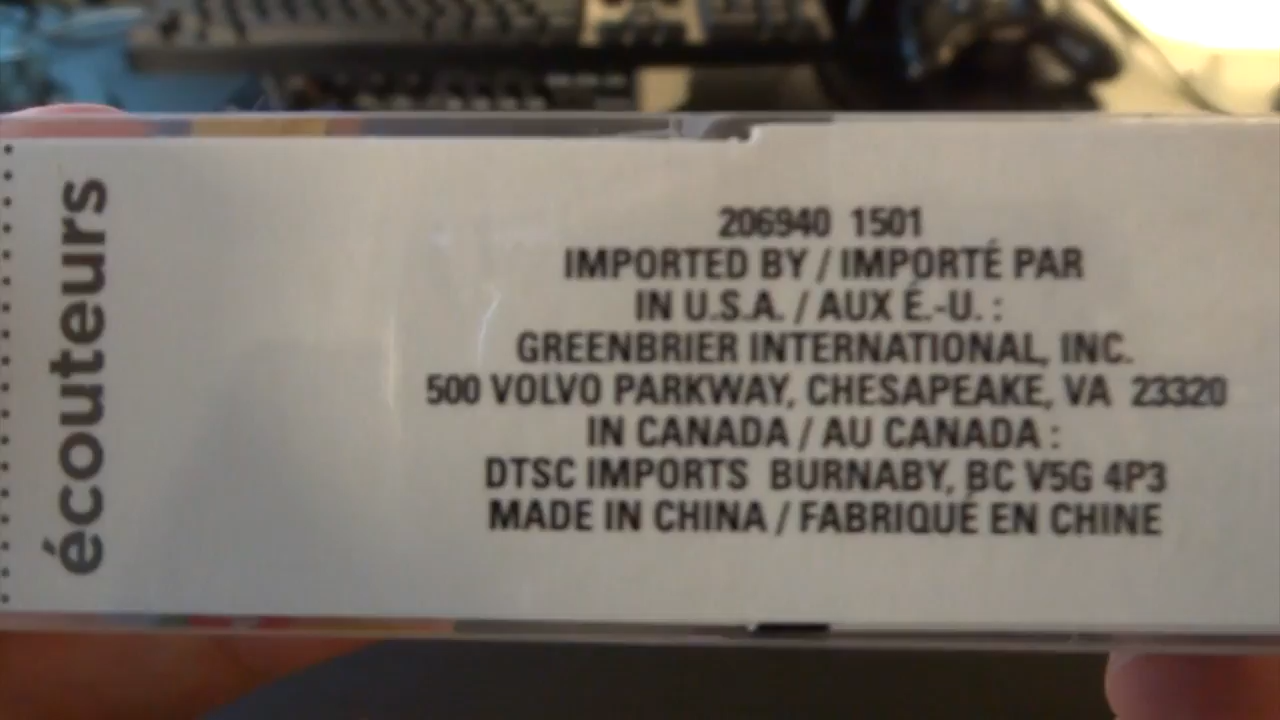 écouteurs
206940 1501
IMPORTED BY / IMPORTÉ PAR
IN U.S.A. / AUX É.-U. :
GREENBRIER INTERNATIONAL, INC.
500 VOLVO PARKWAY, CHESAPEAKE, VA 23320
IN CANADA / AU CANADA :
DTSC IMPORTS BURNABY, BC V5G 4P3
MADE IN CHINA / FABRIQUÉ EN CHINE